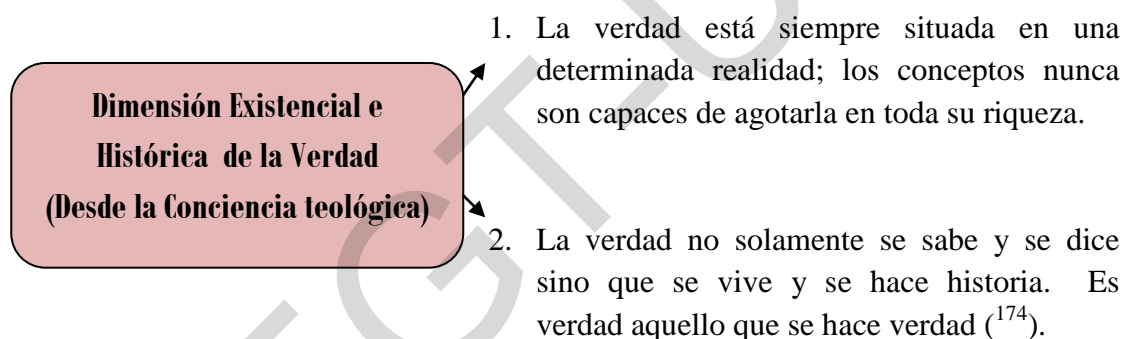 1. La verdad está siempre situada en una
determinada realidad; los conceptos nunca
son capaces de agotarla en toda su riqueza.
Dimensión Existencial e
Histórica de la Verdad
(Desde la Conciencia teológica)
2. La verdad no solamente se sabe y se dice
sino que se vive y se hace historia. Es
verdad aquello que se hace verdad (174).